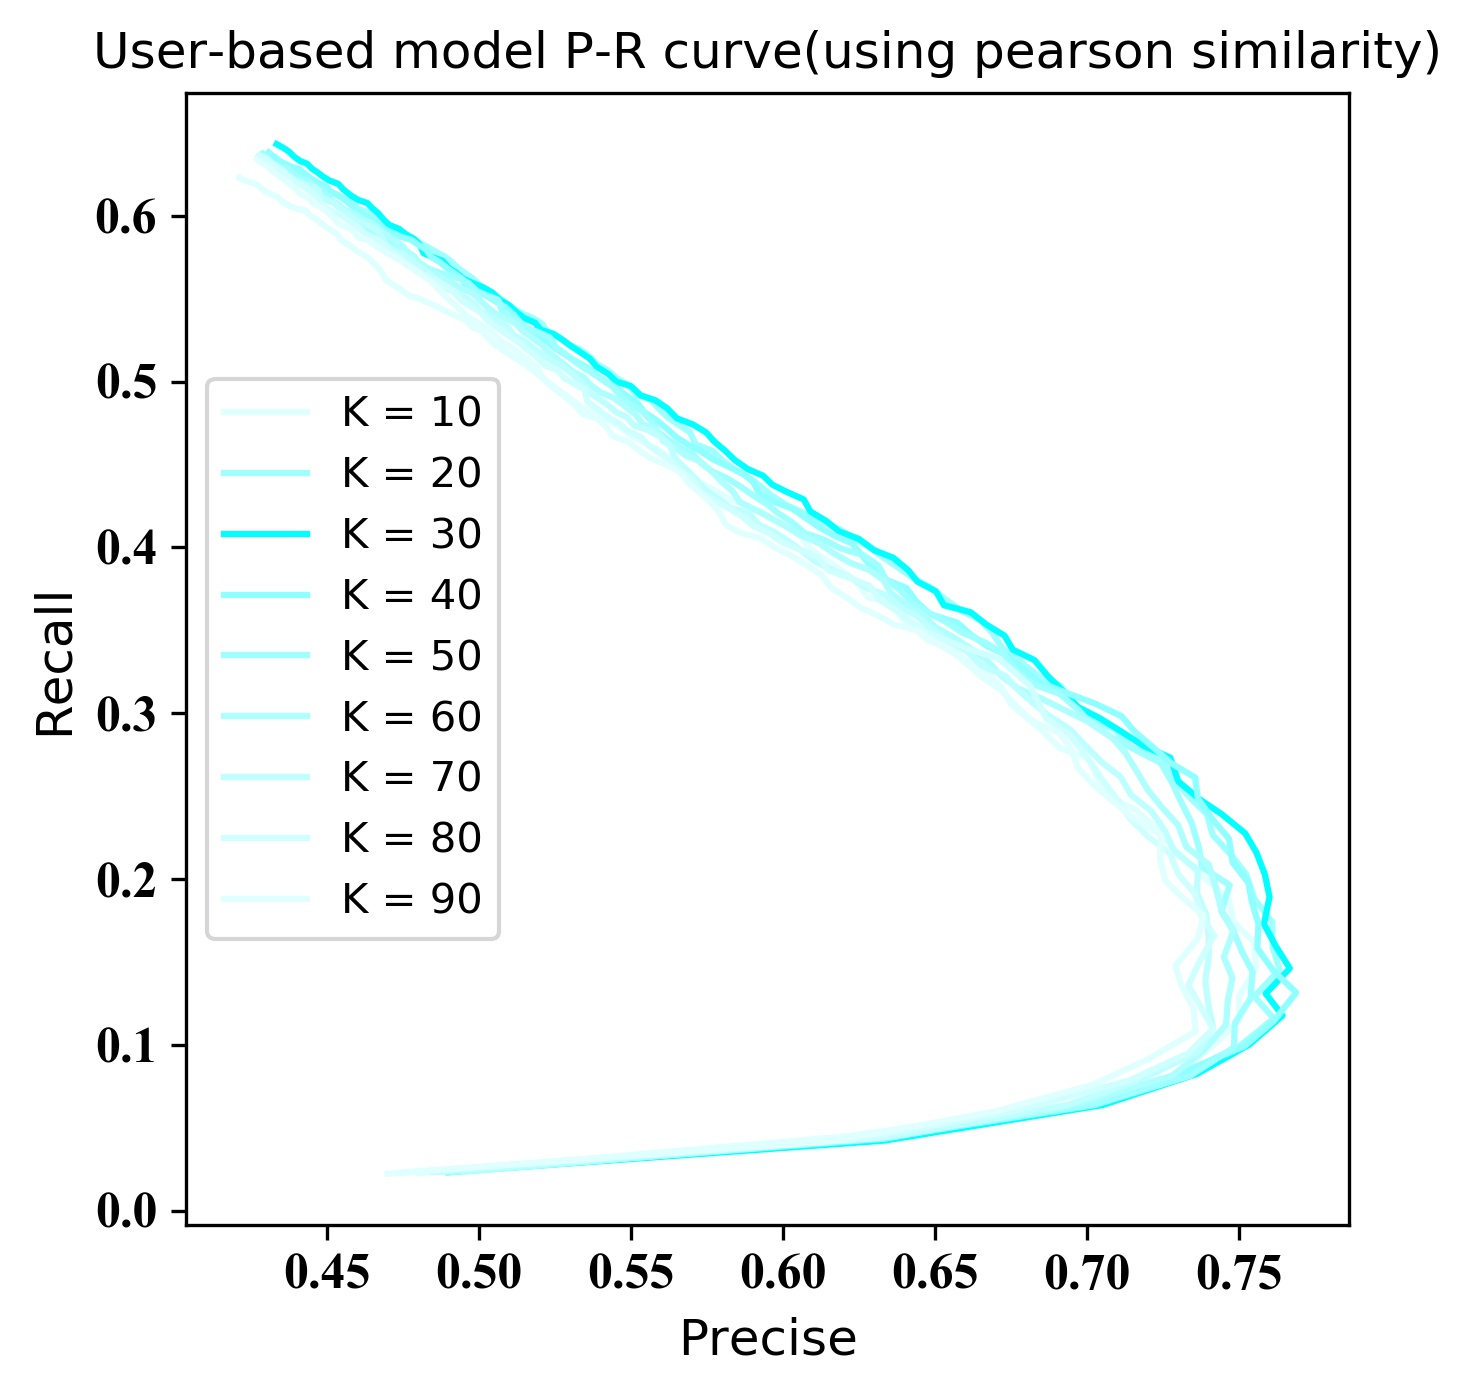 User-based model P-R curve(using pearson similarity)
Recall
0.6
0.5
0.4
0.3
0.2
0.1
0.0
K = 10
K = 20
K = 30
K = 40
K = 50
K = 60
K = 70
K = 80
K = 90
0.45 0.50 0.55 0.60 0.65 0.70 0.75
Precise